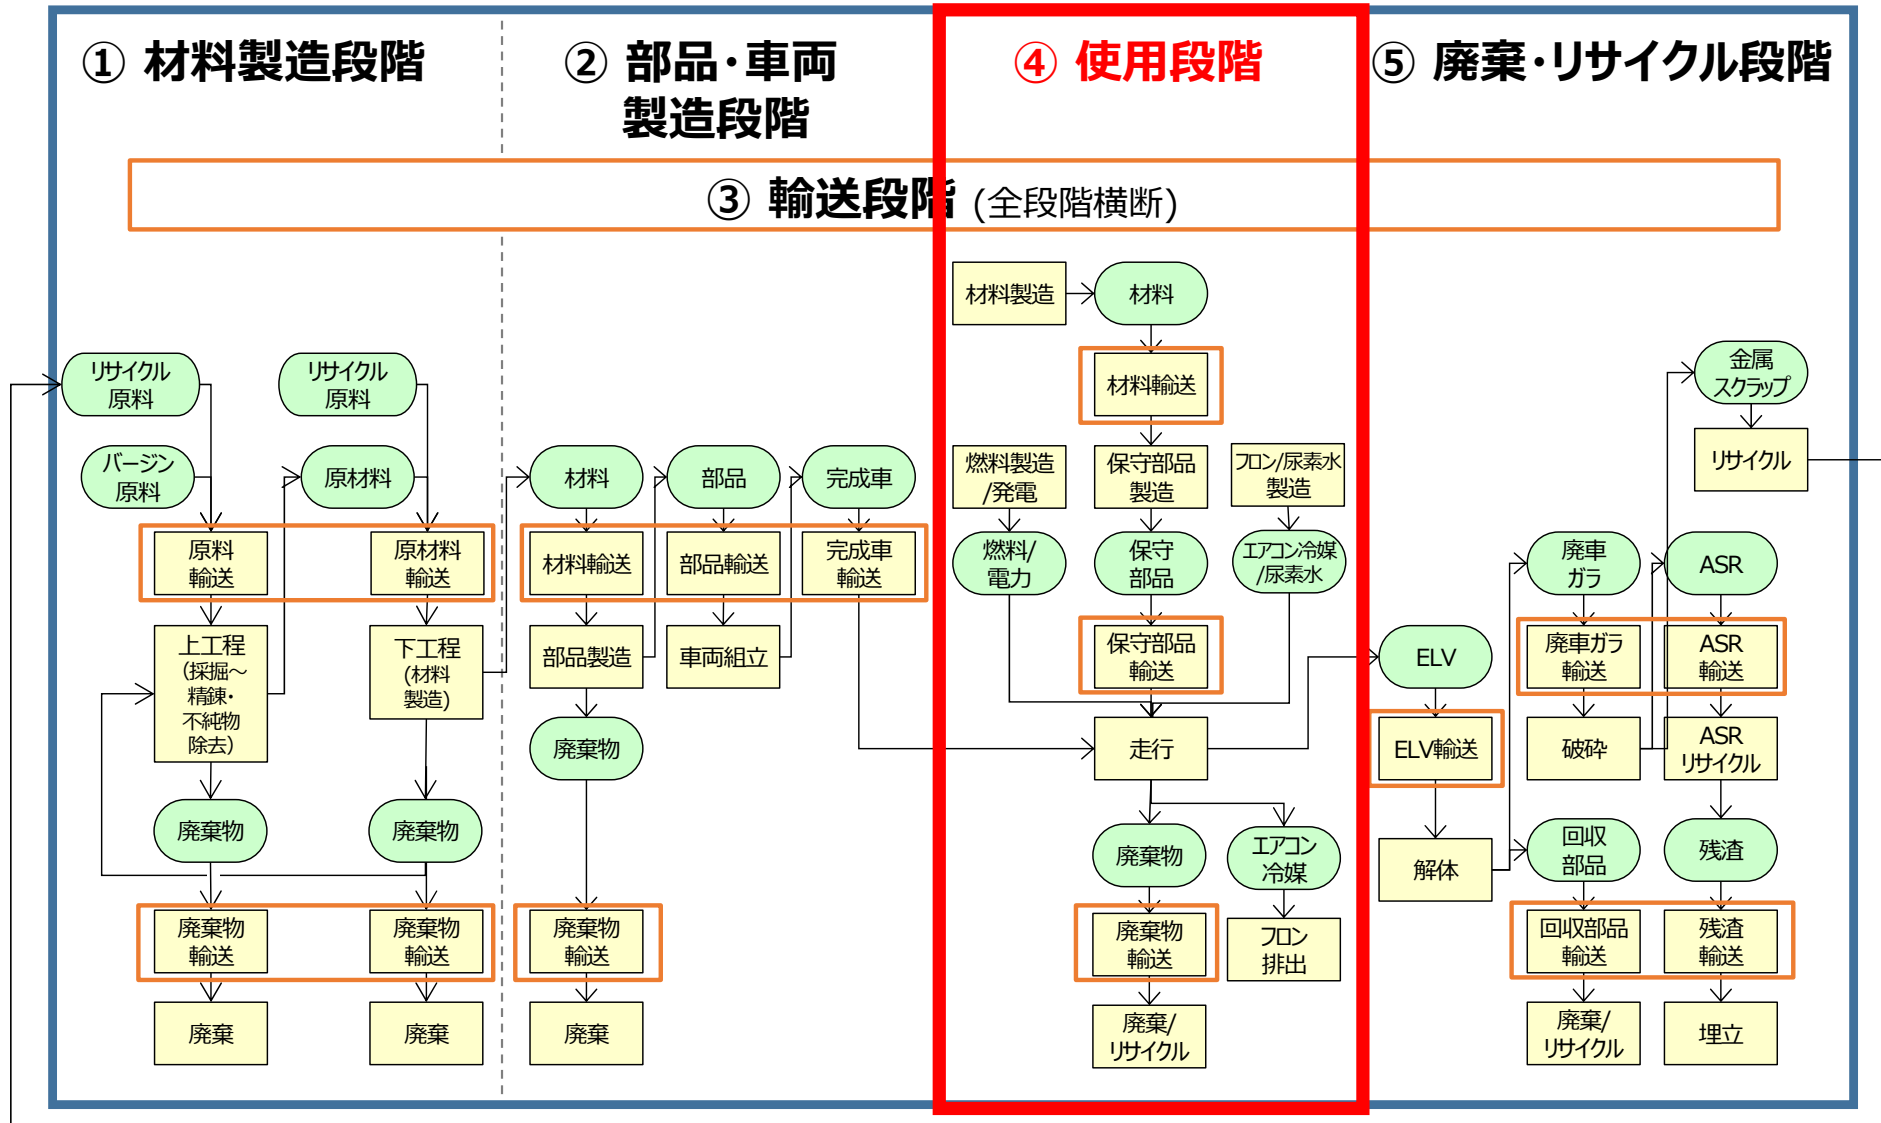 ① 材料製造段階
② 部品・車両
製造段階
④ 使用段階
⑤ 廃棄・リサイクル段階
③ 輸送段階 (全段階横断)
リサイクル
原料
リサイクル
原料
バージン
原料
原材料
原料
輸送
原材料
輸送
上工程
(採掘～
精錬・
不純物
除去)
下工程
(材料
製造)
廃棄物
廃棄物
廃棄物
輸送
廃棄物
輸送
廃棄
廃棄
材料
部品
完成車
材料輸送
部品輸送
完成車
輸送
部品製造
車両組立
廃棄物
廃棄物
輸送
廃棄
材料製造
材料
材料輸送
燃料製造
/発電
保守部品
製造
フロン/尿素水
製造
燃料/
電力
保守
部品
エアコン冷媒
/尿素水
保守部品
輸送
走行
廃棄物
エアコン
冷媒
廃棄物
輸送
フロン
排出
廃棄/
リサイクル
金属
スクラップ
リサイクル
廃車
ガラ
ASR
ELV
廃車ガラ
輸送
ASR
輸送
ELV輸送
破砕
ASR
リサイクル
解体
回収
部品
残渣
回収部品
輸送
残渣
輸送
廃棄/
リサイクル
埋立